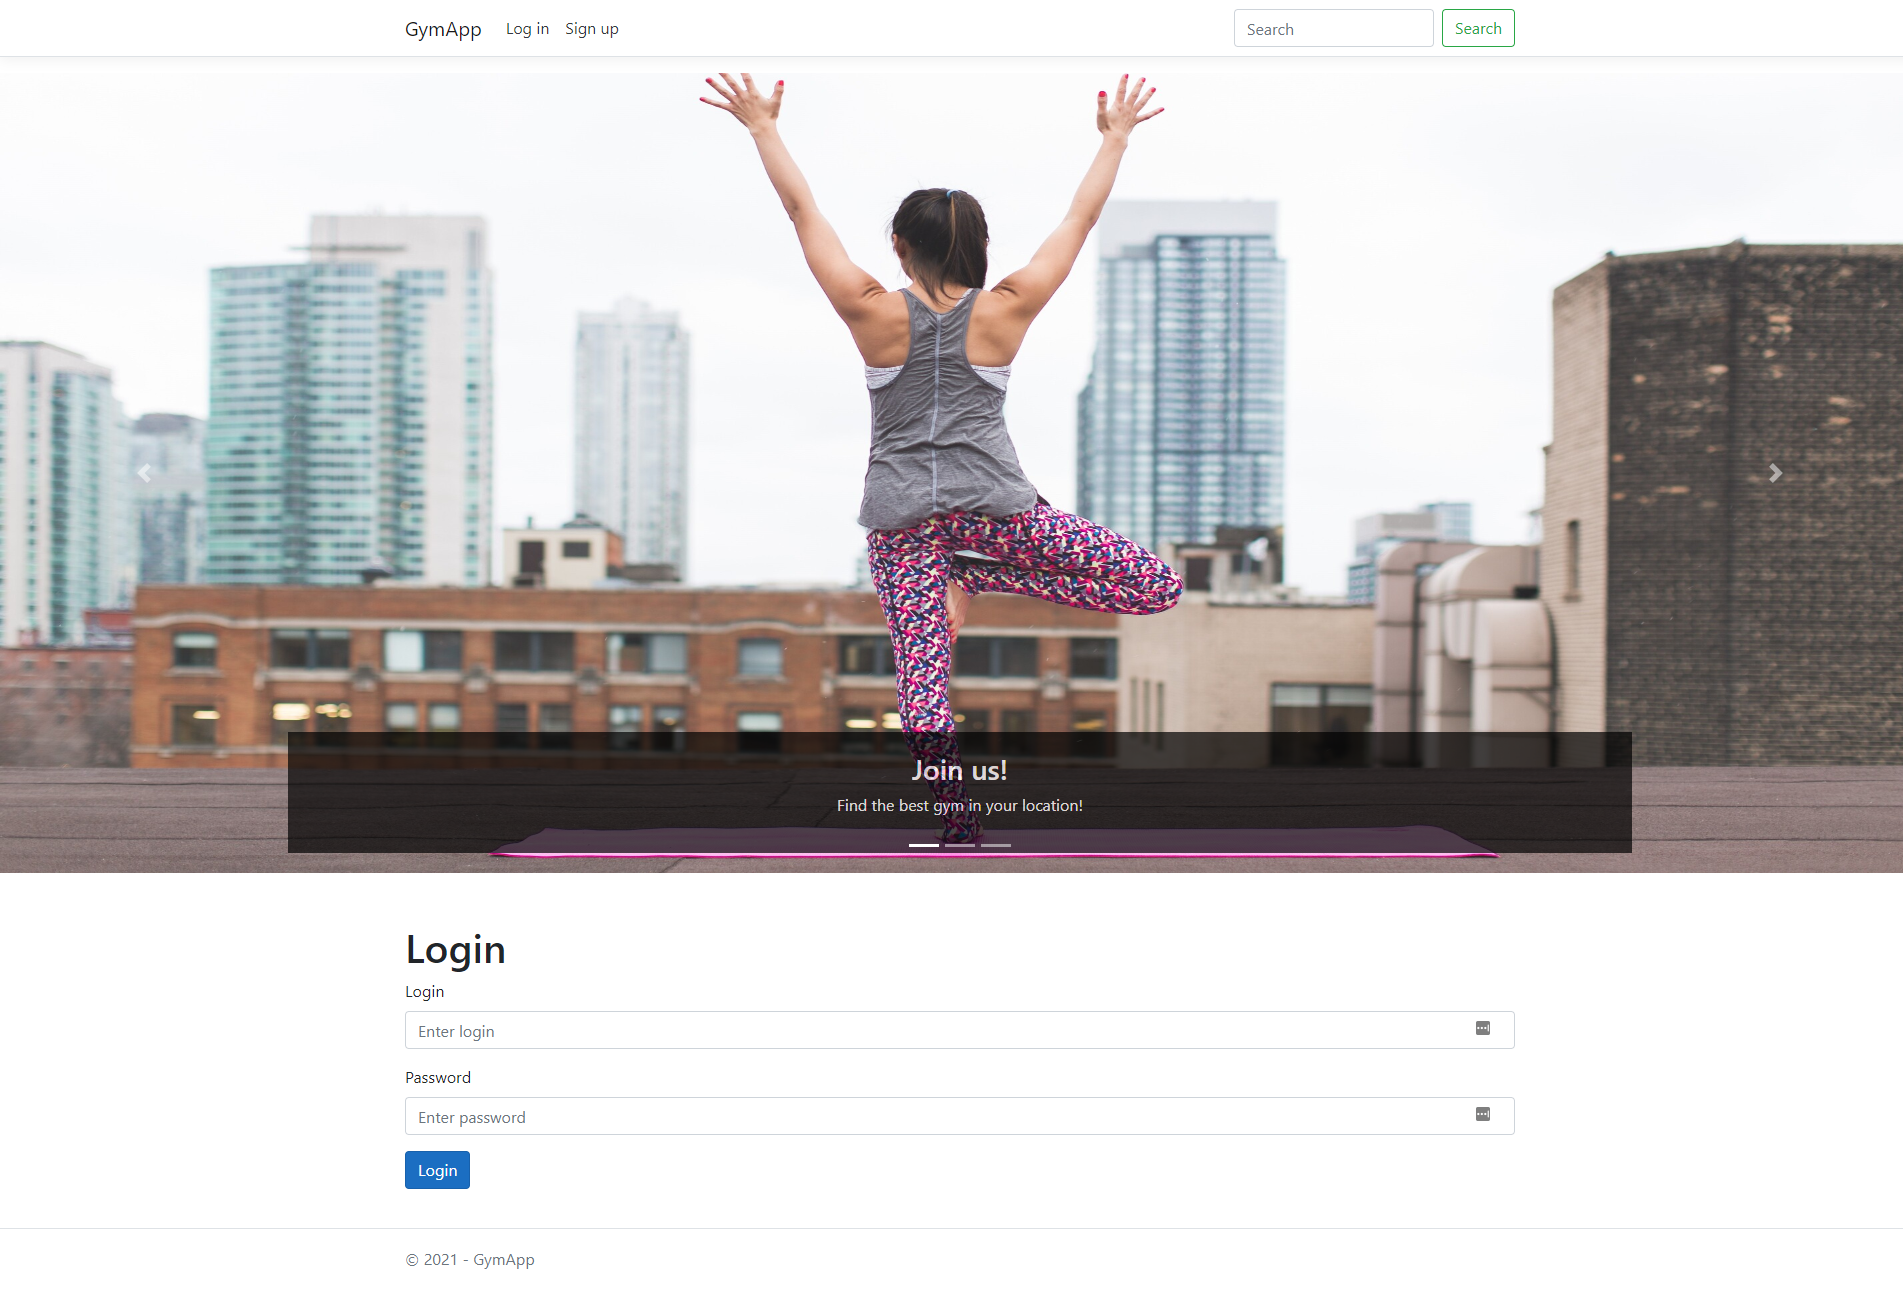 GymApp Log in Sign up Search Search
Join us!
Find the best gym in your location!
Login
Login
Enter login
Password
Enter password
Login
© 2021 - GymApp